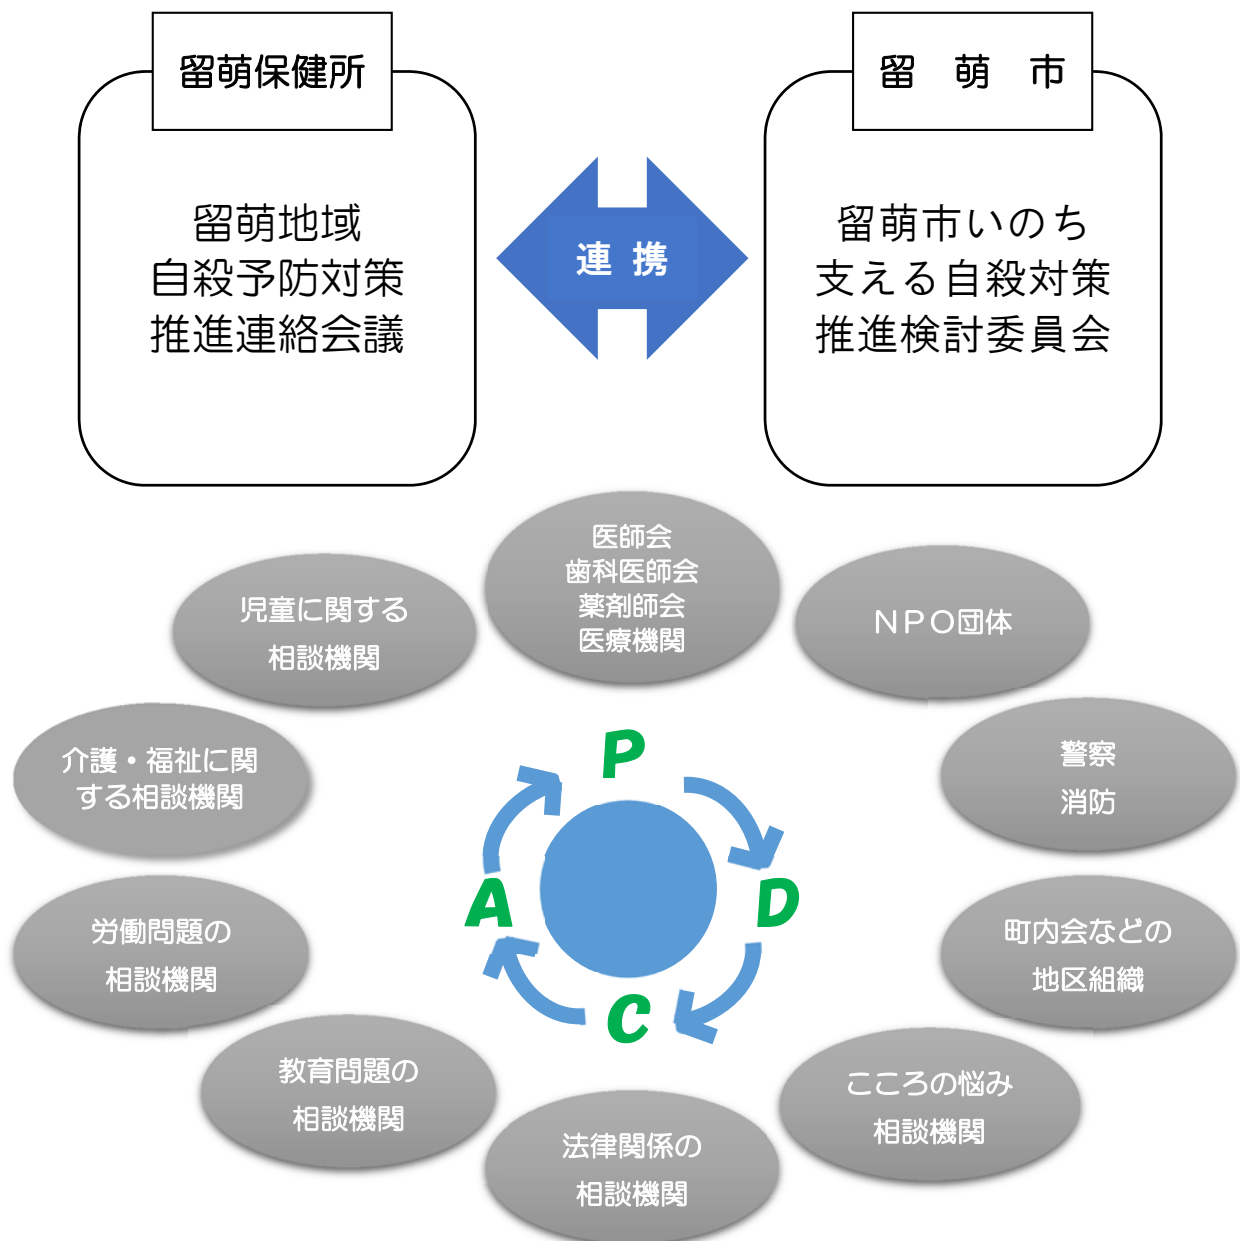 留萌保健所
留萌地域
自殺予防対策
推進連絡会議
連 携
留 萌 市
留萌市いのち
支える自殺対策
推進検討委員会
医師会
歯科医師会
薬剤師会
医療機関
児童に関する
相談機関
NPO団体
介護・福祉に関
する相談機関
警察
消防
P
A
D
C
労働問題の
相談機関
町内会などの
地区組織
教育問題の
相談機関
こころの悩み
相談機関
法律関係の
相談機関